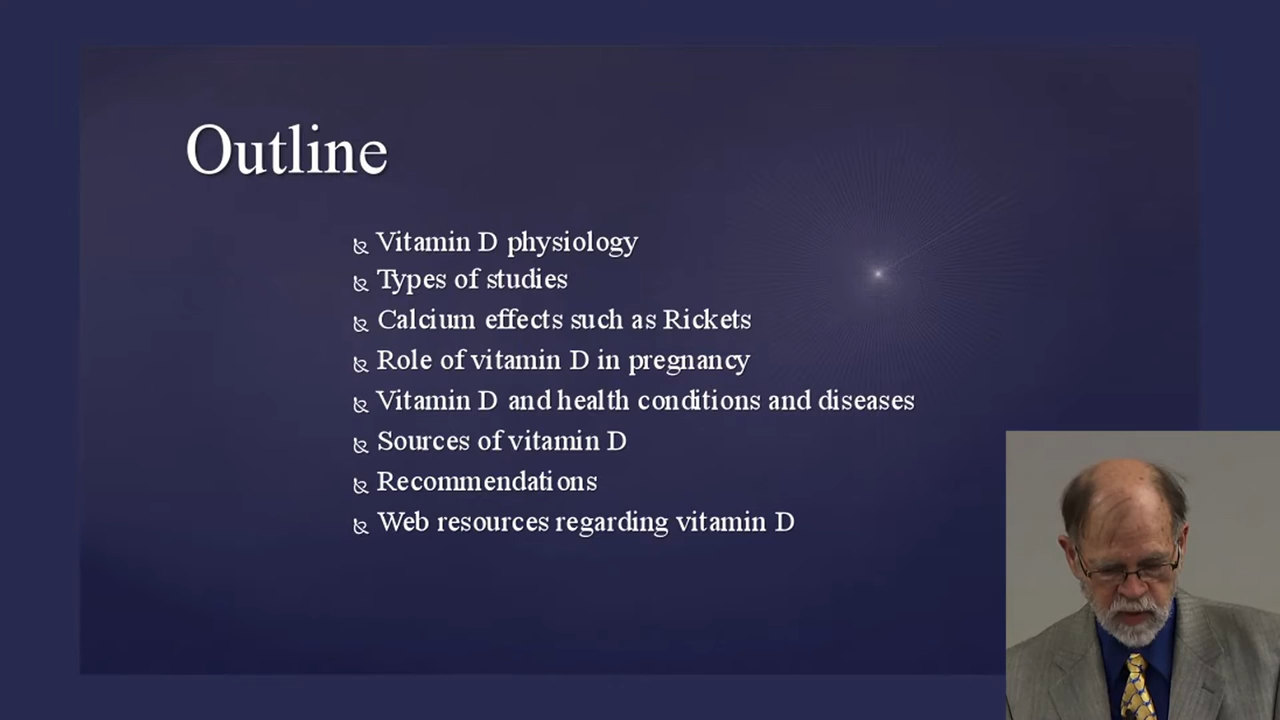 Outline
Vitamin D physiology
Types of studies
Calcium effects such as Rickets
Role of vitamin D in pregnancy
Vitamin D and health conditions and diseases
Sources of vitamin D
Recommendations
Web resources regarding vitamin D